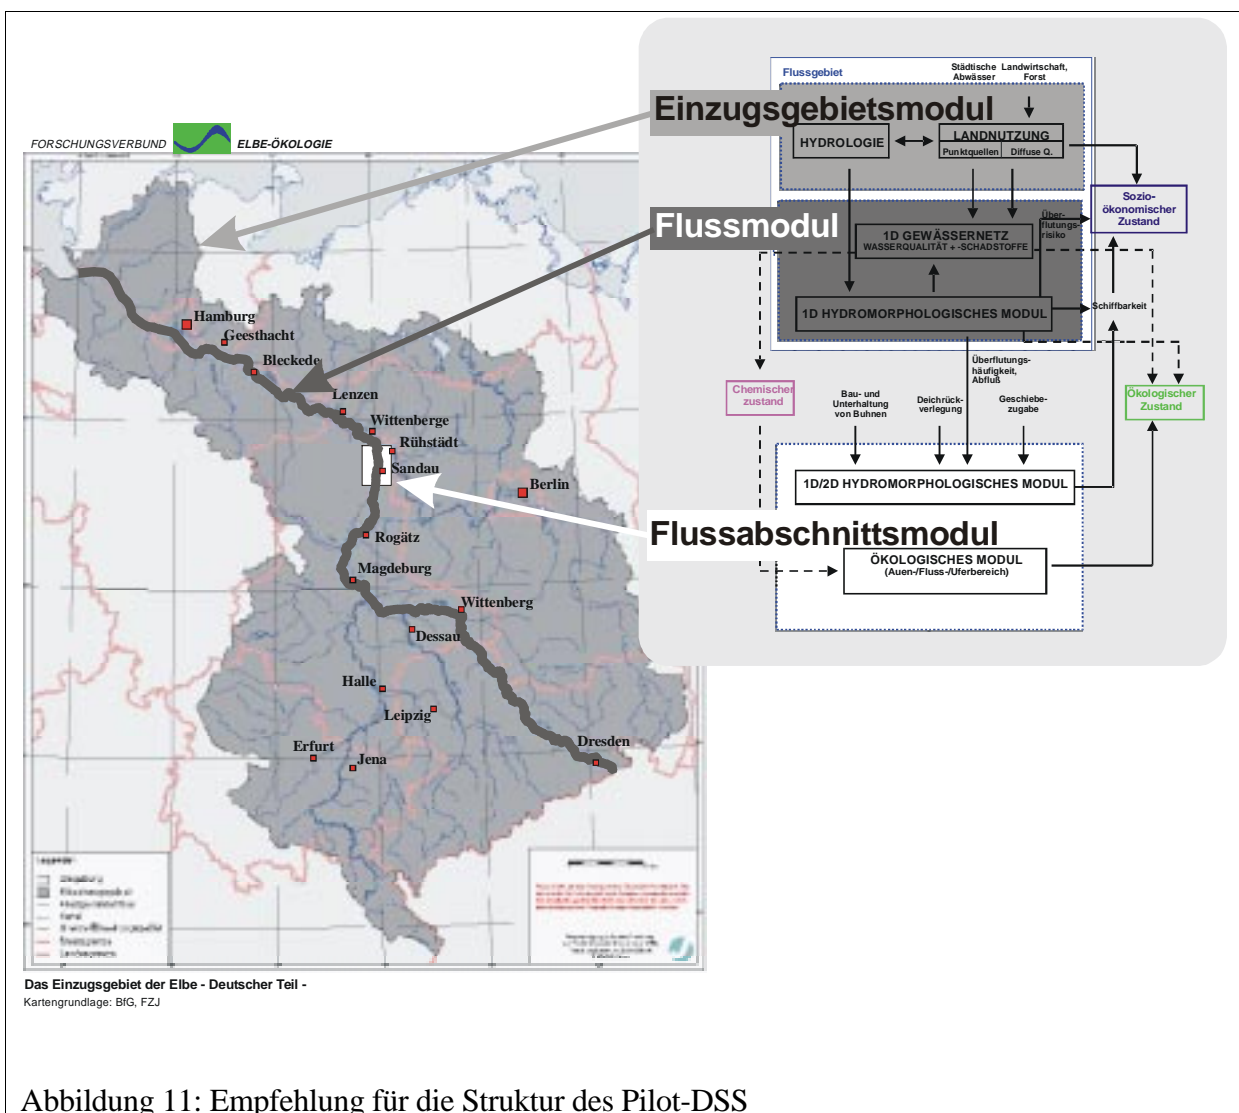 FORSCHUNGSVERBUND ELBE-ÖKOLOGIE
Hamburg
Geesthacht
Bleckede
Lenzen
Wittenberge
Rühstädt
Sandau
Berlin
Rogätz
Magdeburg
Wittenberg
Dessau
Halle
Leipzig
Erfurt
Jena
Dresden
Das Einzugsgebiet der Elbe - Deutscher Teil -
Kartengrundlage: BfG, FZJ
Flussgebiet
Städtische
Abwässer
Landwirtschaft,
Forst
Einzugsgebietsmodul
HYDROLOGIE
LANDNUTZUNG
Punktquellen
Diffuse Q.
Sozio-
ökonomischer
Zustand
Flussmodul
Über-
flutungs-
risiko
1D GEWÄSSERNETZ
WASSERQUALITÄT + -SCHADSTOFFE
1D HYDROMORPHOLOGISCHES MODUL
Schiffbarkeit
Überflutungs-
häufigkeit,
Abfluß
Chemischer
zustand
Bau- und
Unterhaltung
von Buhnen
Deichrück-
verlegung
Geschiebe-
zugabe
Ökologischer
Zustand
1D/2D HYDROMORPHOLOGISCHES MODUL
Flussabschnittsmodul
ÖKOLOGISCHES MODUL
(Auen-/Fluss-/Uferbereich)
Abbildung 11: Empfehlung für die Struktur des Pilot-DSS